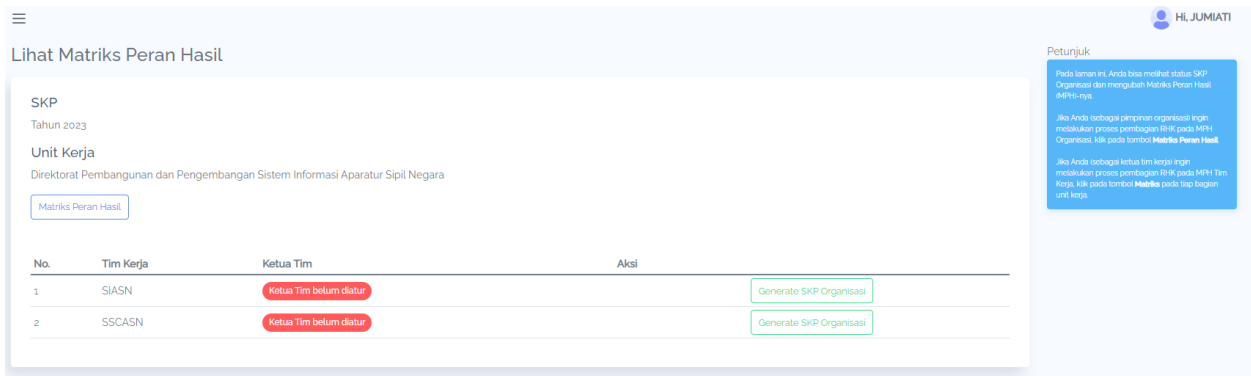 Hi, JUMIATI
Lihat Matriks Peran Hasil
SKP
Tahun 2023
Unit Kerja
Direktorat Pembangunan dan Pengembangan Sistem Informasi Aparatur Sipil Negara
Matriks Peran Hasil
No. Tim Kerja Ketua Tim Aksi
1 SIASN Ketua Tim belum diatur Generate SKP Organisasi
2 SSCASN Ketua Tim belum diatur Generate SKP Organisasi
Petunjuk
Pada laman ini, Anda bisa melihat status SKP
Organisasi dan mengubah Matriks Peran Hasil
(MPH)-nya.
Jika Anda (sebagai pimpinan organisasi) ingin
melakukan proses pembagian RHK pada MPH
Organisasi, klik pada tombol Matriks Peran Hasil
Jika Anda (sebagai ketua tim kerja) ingin
melakukan proses pembagian RHK pada MPH Tim
Kerja, klik pada tombol Matriks pada tiap bagian
unit kerja.